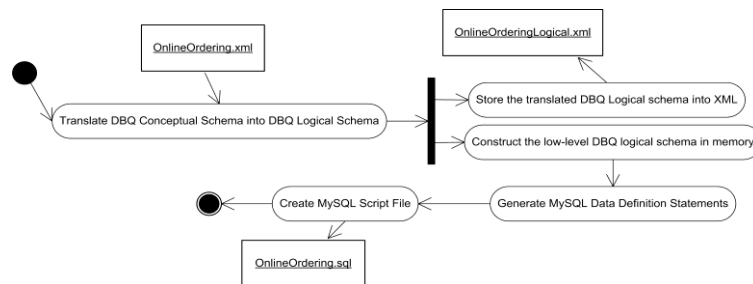 OnlineOrdering.xml
OnlineOrderingLogical.xml
Translate DBQ Conceptual Schema into DBQ Logical Schema
Store the translated DBQ Logical schema into XML
Construct the low-level DBQ logical schema in memory
Create MySQL Script File
Generate MySQL Data Definition Statements
OnlineOrdering.sql